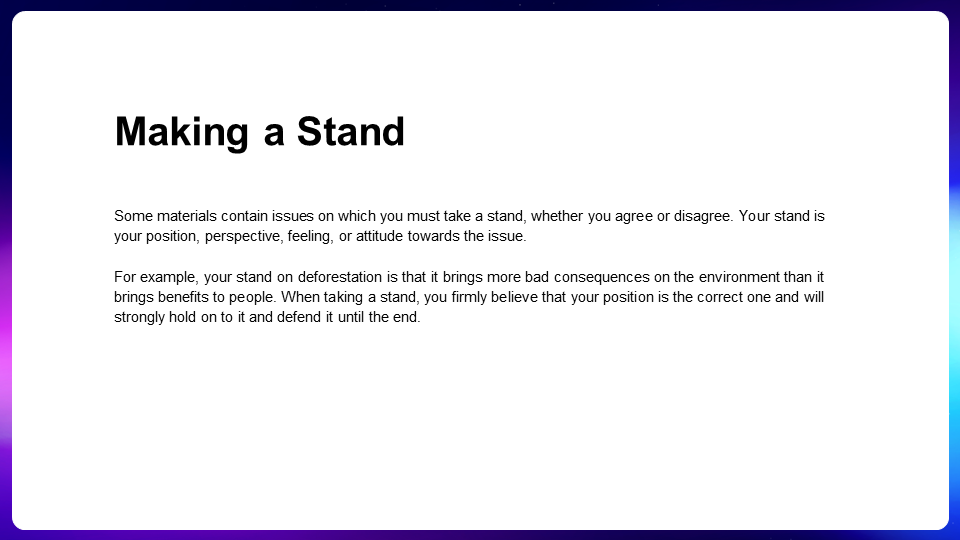 Making a Stand
Some materials contain issues on which you must take a stand, whether you agree or disagree. Your stand is
your position, perspective, feeling, or attitude towards the issue.
For example, your stand on deforestation is that it brings more bad consequences on the environment than it
brings benefits to people. When taking a stand, you firmly believe that your position is the correct one and will
strongly hold on to it and defend it until the end.